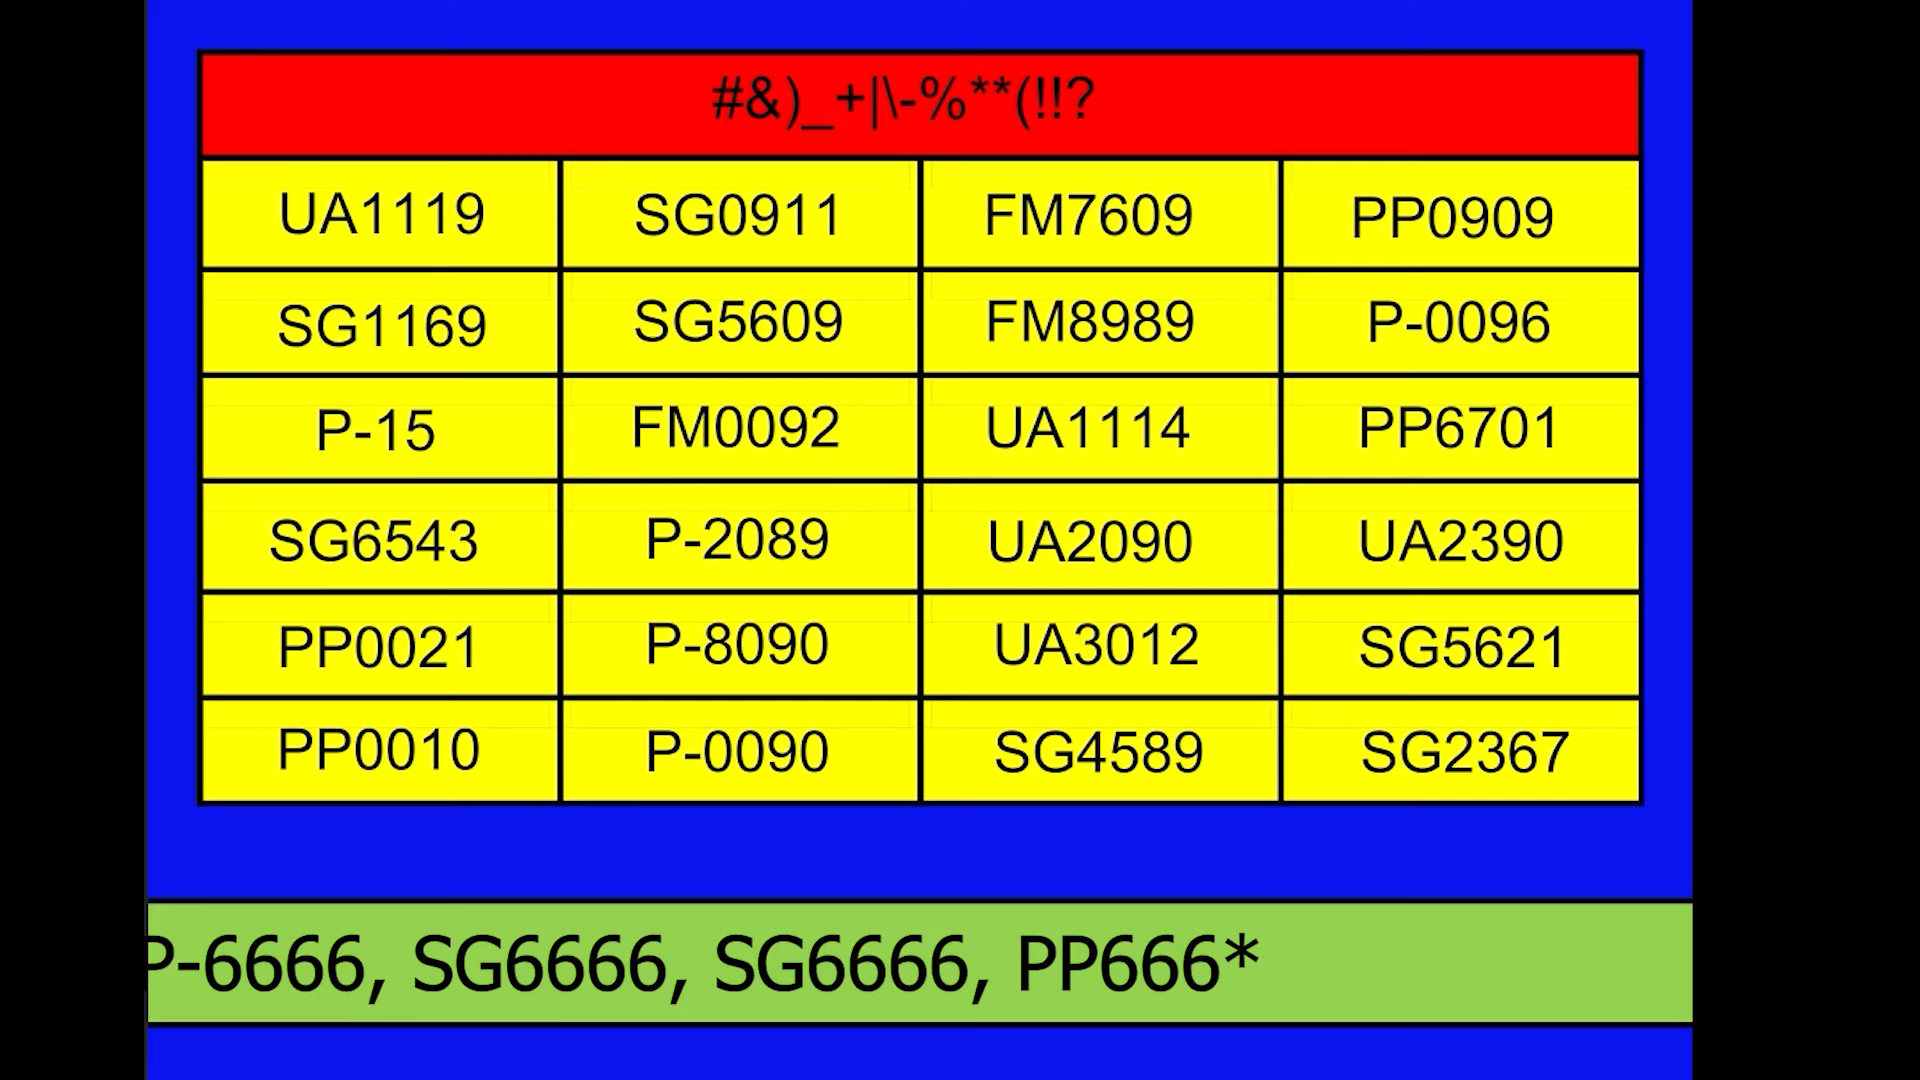 #&)_+|\-%**(!!?
UA1119 SG0911 FM7609 PP0909
SG1169 SG5609 FM8989 P-0096
P-15 FM0092 UA1114 PP6701
SG6543 P-2089 UA2090 UA2390
PP0021 P-8090 UA3012 SG5621
PP0010 P-0090 SG4589 SG2367
P-6666, SG6666, SG6666, PP666*